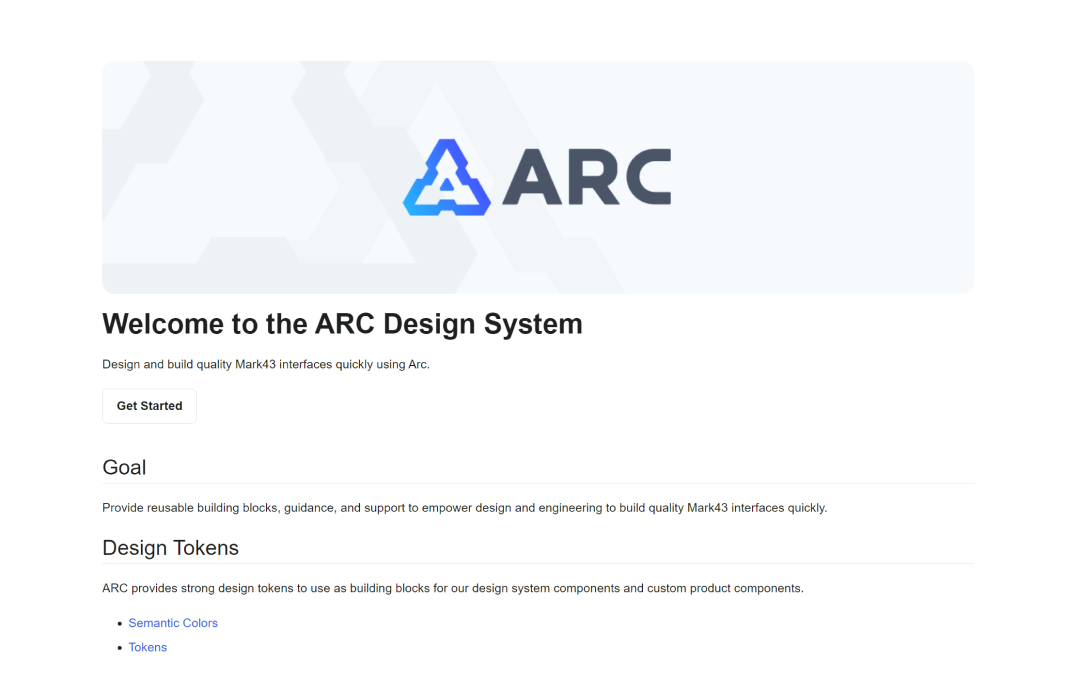 ARC
Welcome to the ARC Design System
Design and build quality Mark43 interfaces quickly using Arc.
Get Started
Goal
Provide reusable building blocks, guidance, and support to empower design and engineering to build quality Mark43 interfaces quickly.
Design Tokens
ARC provides strong design tokens to use as building blocks for our design system components and custom product components.
Semantic Colors
Tokens